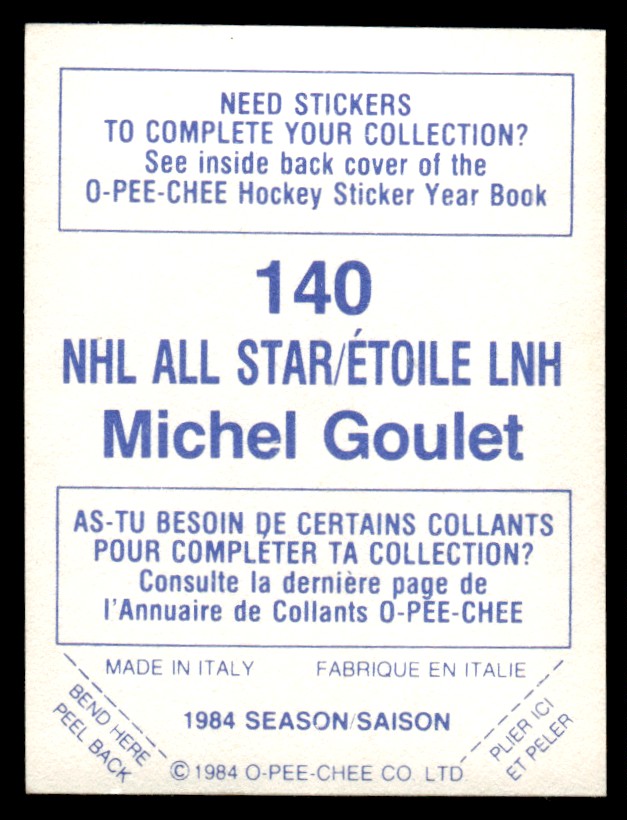 NEED STICKERS
TO COMPLETE YOUR COLLECTION?
See inside back cover of the
O-PEE-CHEE Hockey Sticker Year Book
140
NHL ALL STAR/ÉTOILE LNH
Michel Goulet
AS-TU BESOIN DE CERTAINS COLLANTS
POUR COMPLÉTER TA COLLECTION?
Consulte la dernière page de
l'Annuaire de Collants O-PEE-CHEE
MADE IN ITALY FABRIQUE EN ITALIE
BEND HERE
PEEL BACK
1984 SEASON/SAISON
PLIER ICI
ET PELER
© 1984 O-PEE-CHEE CO. LTD